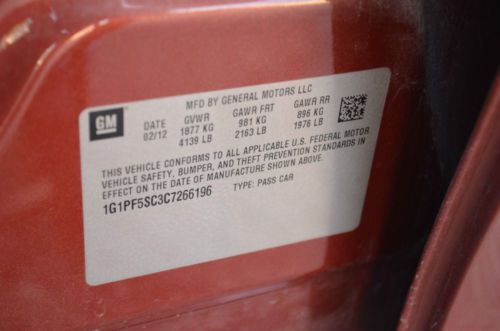 MFD BY GENERAL MOTORS LLC
GM DATE GVWR GAWR FRT GAWR RR
02/12 1877 KG 981 KG 896 KG
4139 LB 2163 LB 1976 LB
THIS VEHICLE CONFORMS TO ALL APPLICABLE U.S. FEDERAL MOTOR
VEHICLE SAFETY, BUMPER, AND THEFT PREVENTION STANDARDS IN
EFFECT ON THE DATE OF MANUFACTURE SHOWN ABOVE.
1G1PF5SC3C7266196 TYPE: PASS CAR